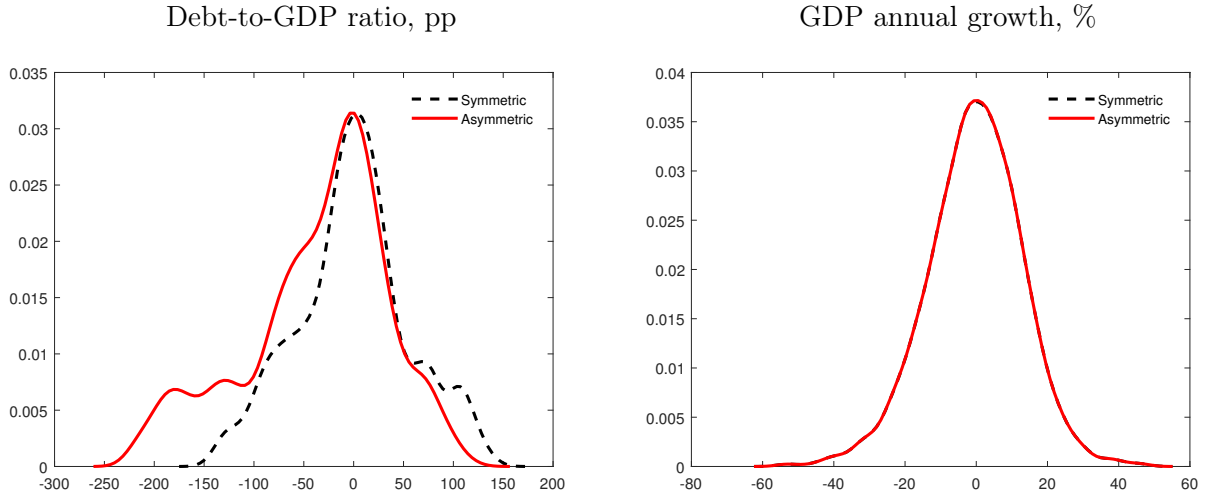 Debt-to-GDP ratio, pp
0.035
0.03
0.025
0.02
0.015
0.01
0.005
0
-300 -250 -200 -150 -100 -50 0 50 100 150 200
Symmetric
Asymmetric
GDP annual growth, %
0.04
0.035
0.03
0.025
0.02
0.015
0.01
0.005
0
-80 -60 -40 -20 0 20 40 60
Symmetric
Asymmetric